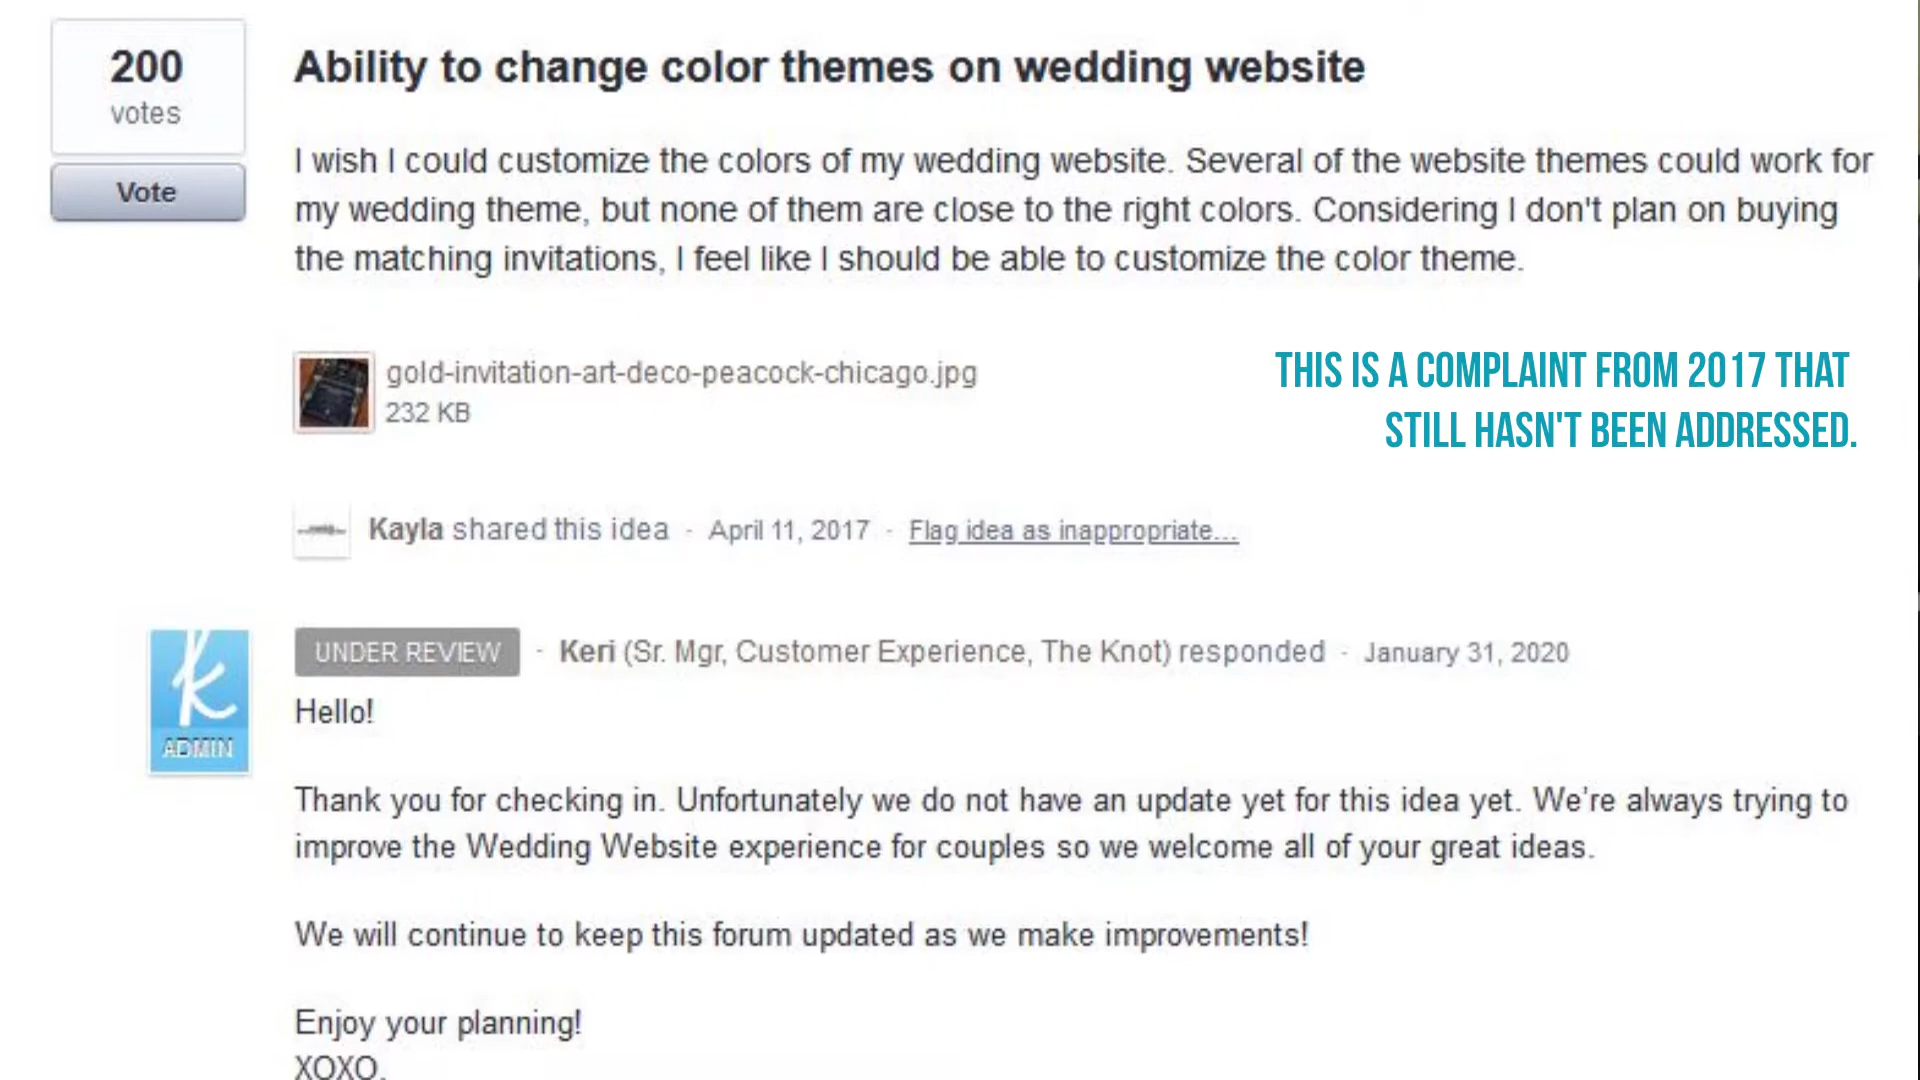 200
votes
Vote
Ability to change color themes on wedding website
I wish I could customize the colors of my wedding website. Several of the website themes could work for
my wedding theme, but none of them are close to the right colors. Considering I don't plan on buying
the matching invitations, I feel like I should be able to customize the color theme.
gold-invitation-art-deco-peacock-chicago.jpg
232 KB
THIS IS A COMPLAINT FROM 2017 THAT
STILL HASN'T BEEN ADDRESSED.
Kayla shared this idea · April 11, 2017 · Flag idea as inappropriate…
k
ADMIN
UNDER REVIEW · Keri (Sr. Mgr, Customer Experience, The Knot) responded · January 31, 2020
Hello!
Thank you for checking in. Unfortunately we do not have an update yet for this idea yet. We’re always trying to
improve the Wedding Website experience for couples so we welcome all of your great ideas.
We will continue to keep this forum updated as we make improvements!
Enjoy your planning!
XOXO,